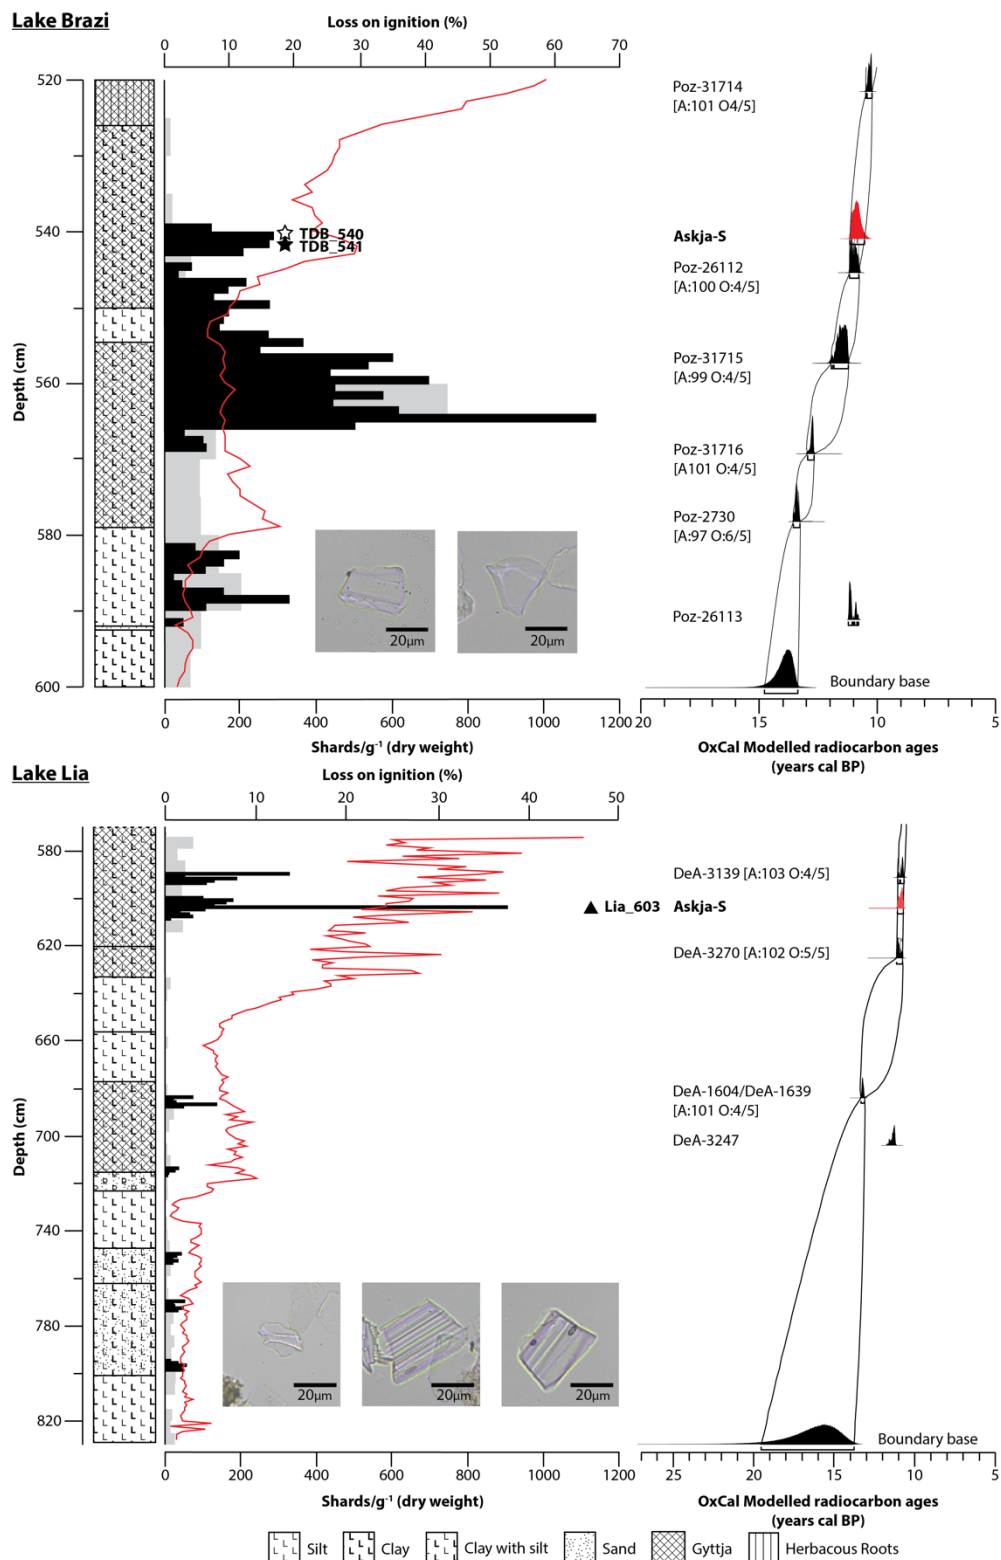 Lake Brazi
Loss on ignition (%)
0 10 20 30 40 50 60 70
520
540
560
580
600
Depth (cm)
TDB_540
TDB_541
20μm
20μm
0 200 400 600 800 1000 1200
Shards/g⁻¹ (dry weight)
Poz-31714
[A:101 O4/5]
Askja-S
Poz-26112
[A:100 O:4/5]
Poz-31715
[A:99 O:4/5]
Poz-31716
[A101 O:4/5]
Poz-2730
[A:97 O:6/5]
Poz-26113
Boundary base
20 15 10 5
OxCal Modelled radiocarbon ages
(years cal BP)
Lake Lia
Loss on ignition (%)
0 10 20 30 40 50
580
620
660
700
740
780
820
Depth (cm)
Lia_603
20μm
20μm
20μm
0 200 400 600 800 1000 1200
Shards/g⁻¹ (dry weight)
DeA-3139 [A:103 O:4/5]
Askja-S
DeA-3270 [A:102 O:5/5]
DeA-1604/DeA-1639
[A:101 O:4/5]
DeA-3247
Boundary base
25 20 15 10 5
OxCal Modelled radiocarbon ages
(years cal BP)
Silt Clay Clay with silt Sand Gyttja Herbacous Roots